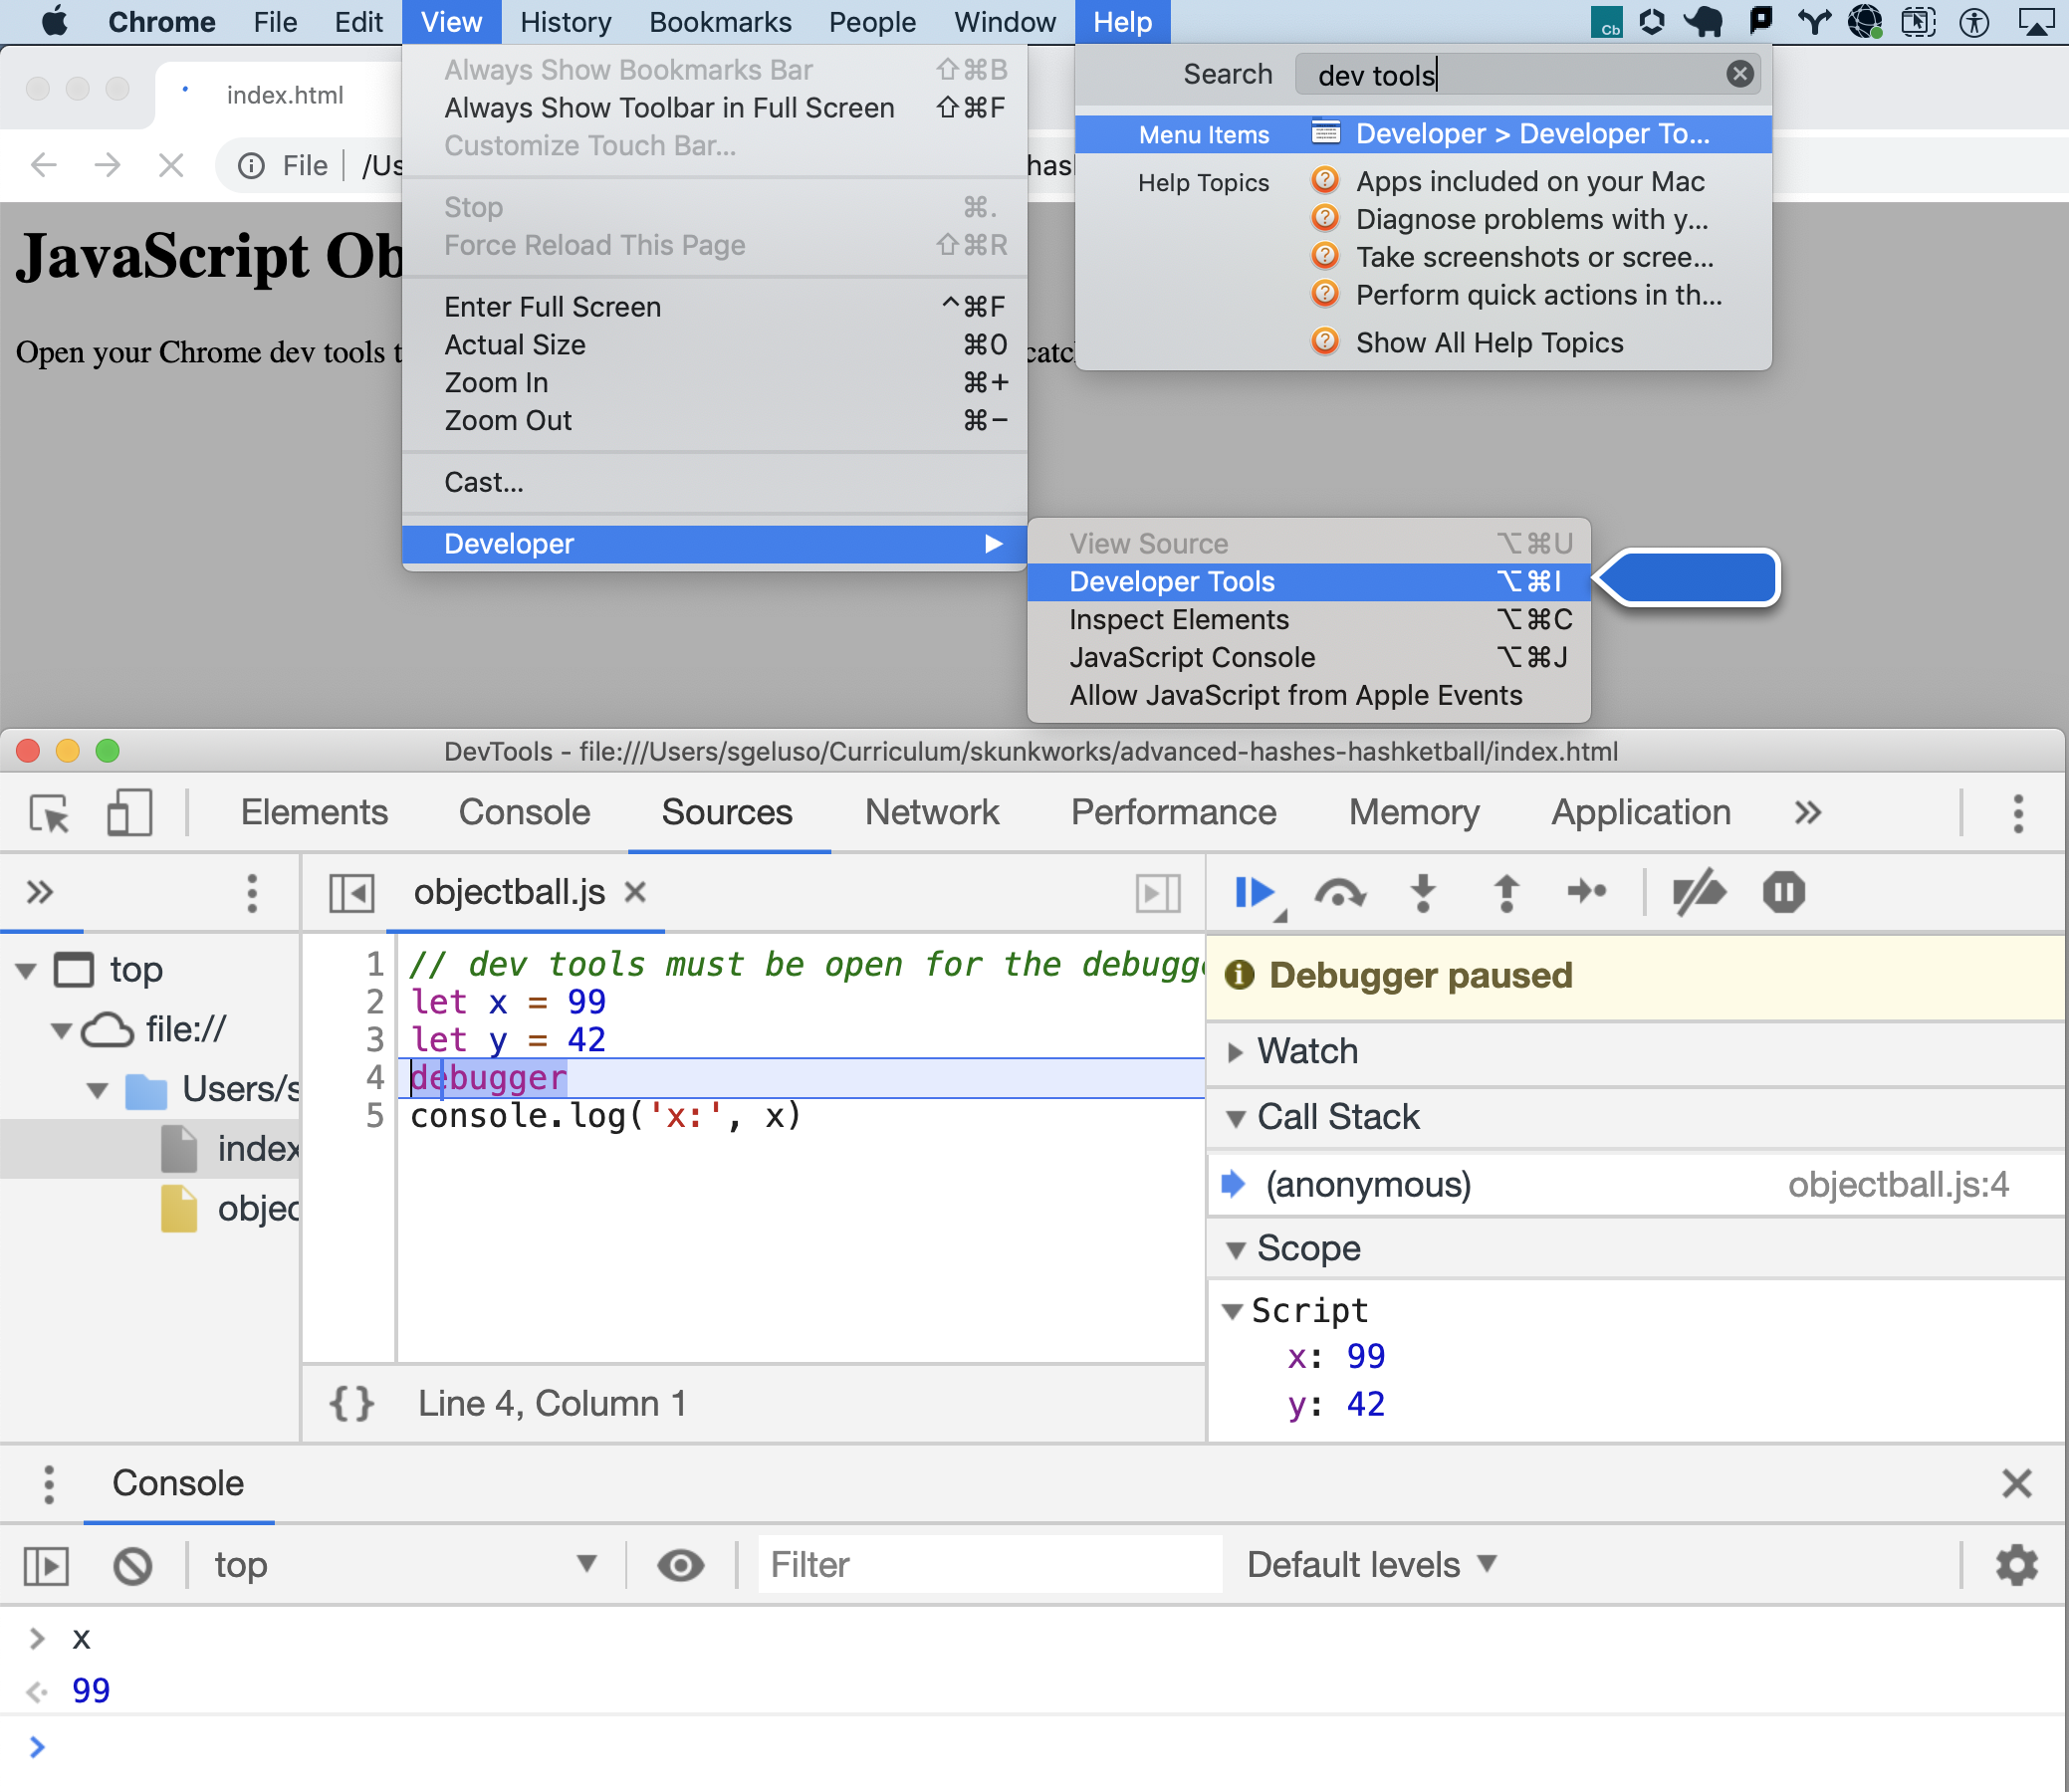 Chrome File Edit View History Bookmarks People Window Help
Cb
index.html
File /Us
has
Always Show Bookmarks Bar ⇧⌘B
Always Show Toolbar in Full Screen ⇧⌘F
Customize Touch Bar...
Stop ⌘.
Force Reload This Page ⇧⌘R
Enter Full Screen ^⌘F
Actual Size ⌘0
Zoom In ⌘+
Zoom Out ⌘−
Cast...
Developer ▶
Search dev tools
Menu Items Developer > Developer To...
Help Topics Apps included on your Mac
Diagnose problems with y...
Take screenshots or scree...
Perform quick actions in th...
Show All Help Topics
JavaScript Ob
Open your Chrome dev tools t
catc
View Source ⌥⌘U
Developer Tools ⌥⌘I
Inspect Elements ⌥⌘C
JavaScript Console ⌥⌘J
Allow JavaScript from Apple Events
DevTools - file:///Users/sgeluso/Curriculum/skunkworks/advanced-hashes-hashketball/index.html
Elements Console Sources Network Performance Memory Application »
» objectball.js ×
top
file://
Users/s
index
objec
1 // dev tools must be open for the debugge
2 let x = 99
3 let y = 42
4 debugger
5 console.log('x:', x)
{} Line 4, Column 1
Debugger paused
Watch
Call Stack
(anonymous) objectball.js:4
Scope
Script
x: 99
y: 42
Console
top Filter Default levels
> x
99
>